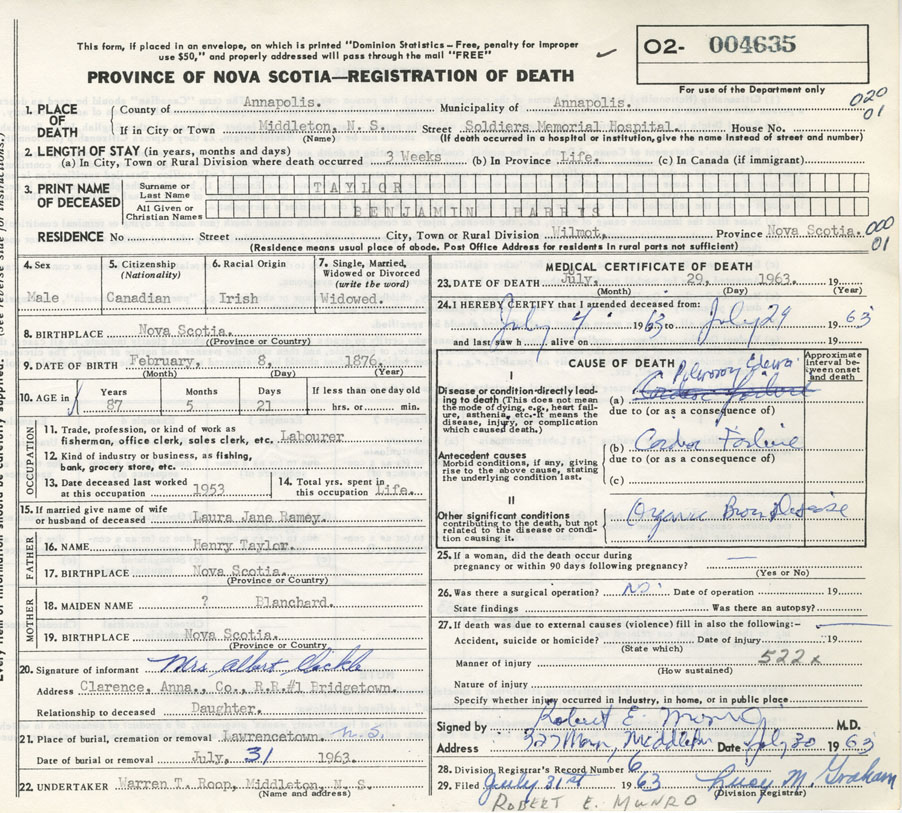 This form, if placed in an envelope, on which is printed "Dominion Statistics – Free, penalty for improper
use $50," and properly addressed will pass through the mail "FREE"
O2- 004635
For use of the Department only
PROVINCE OF NOVA SCOTIA—REGISTRATION OF DEATH
020
01
1. PLACE OF DEATH
County of Annapolis. Municipality of Annapolis.
If in City or Town Middleton, N. S. Street Soldiers Memorial Hospital. House No.
(Name) (If death occurred in a hospital or institution, give the name instead of street and number)
2. LENGTH OF STAY (in years, months and days)
(a) In City, Town or Rural Division where death occurred 3 Weeks (b) In Province Life. (c) In Canada (if immigrant)
3. PRINT NAME OF DECEASED
Surname or Last Name TAYLOR
All Given or Christian Names BENJAMIN HARRIS
000
01
RESIDENCE No Street City, Town or Rural Division Wilmot, Province Nova Scotia.
(Residence means usual place of abode. Post Office Address for residents in rural parts not sufficient)
4. Sex
Male
5. Citizenship (Nationality)
Canadian
6. Racial Origin
Irish
7. Single, Married, Widowed or Divorced (write the word)
Widowed.
8. BIRTHPLACE Nova Scotia.
(Province or Country)
9. DATE OF BIRTH February, 8, 1876.
(Month) (Day) (Year)
10. AGE in Years Months Days If less than one day old
87 5 21 hrs. or min.
OCCUPATION
11. Trade, profession, or kind of work as
fisherman, office clerk, sales clerk, etc. Labourer
12. Kind of industry or business, as fishing,
bank, grocery store, etc.
13. Date deceased last worked
at this occupation 1953
14. Total yrs. spent in
this occupation Life.
15. If married give name of wife
or husband of deceased Laura Jane Ramey.
FATHER
16. NAME Henry Taylor.
17. BIRTHPLACE Nova Scotia.
(Province or Country)
MOTHER
18. MAIDEN NAME ? Blanchard.
19. BIRTHPLACE Nova Scotia.
(Province or Country)
20. Signature of informant Mrs Albert
Address Clarence, Anna., Co., R.R.#1 Bridgetown.
Relationship to deceased Daughter.
21. Place of burial, cremation or removal Lawrencetown. N.S.
Date of burial or removal July, 31 1963.
22. UNDERTAKER Warren T. Roop, Middleton, N. S.
(Name and address)
MEDICAL CERTIFICATE OF DEATH
23. DATE OF DEATH July, 29, 1963. 19
(Month) (Day) (Year)
24. I HEREBY CERTIFY that I attended deceased from:
July 4 1963 to July 29 1963
and last saw h alive on 19
CAUSE OF DEATH
Approximate interval between onset and death
I
Disease or condition directly leading to death (This does not mean the mode of dying, e.g., heart failure, asthenia, etc. It means the disease, injury, or complication which caused death.)
(a)
due to (or as a consequence of)
Antecedent causes
Morbid conditions, if any, giving rise to the above cause, stating the underlying condition last.
(b)
due to (or as a consequence of)
(c)
II
Other significant conditions
contributing to the death, but not related to the disease or condition causing it.
Organic
25. If a woman, did the death occur during
pregnancy or within 90 days following pregnancy? —
(Yes or No)
26. Was there a surgical operation? No Date of operation 19
State findings Was there an autopsy?
27. If death was due to external causes (violence) fill in also the following:–
Accident, suicide or homicide? Date of injury 19
(State which)
Manner of injury 522x
(How sustained)
Nature of injury
Specify whether injury occurred in industry, in home, or in public place
Signed by Robert E. Munro M.D.
Address Middleton Date July 30 1963
28. Division Registrar's Record Number 6
29. Filed July 31st 1963 Lucy M. Graham
(Division Registrar)
ROBERT E. MUNRO